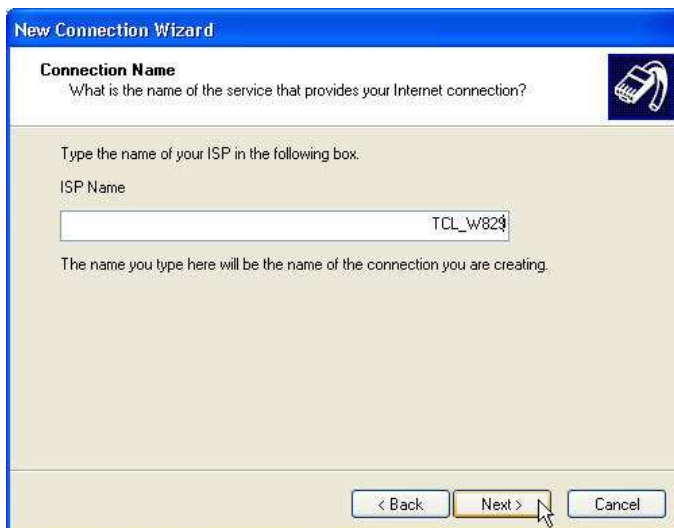 New Connection Wizard
Connection Name
What is the name of the service that provides your Internet connection?
Type the name of your ISP in the following box.
ISP Name
TCL_W829
The name you type here will be the name of the connection you are creating.
< Back Next > Cancel